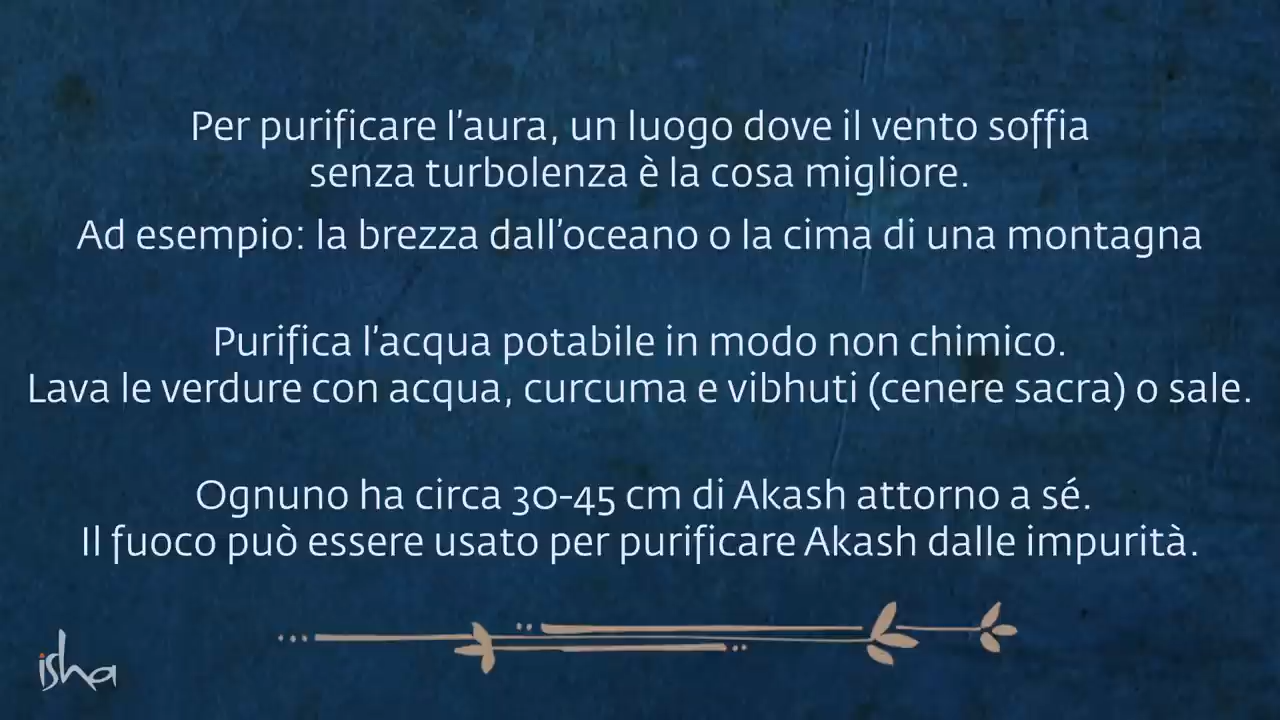 Per purificare l'aura, un luogo dove il vento soffia
senza turbolenza è la cosa migliore.
Ad esempio: la brezza dall'oceano o la cima di una montagna
Purifica l'acqua potabile in modo non chimico.
Lava le verdure con acqua, curcuma e vibhuti (cenere sacra) o sale.
Ognuno ha circa 30-45 cm di Akash attorno a sé.
Il fuoco può essere usato per purificare Akash dalle impurità.
isha